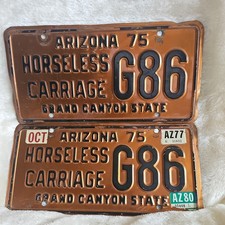 ARIZONA 75
HORSELESS
CARRIAGE G86
GRAND CANYON STATE
OCT ARIZONA 75 AZ77
HORSELESS
CARRIAGE G86
AZ80
GRAND CANYON STATE